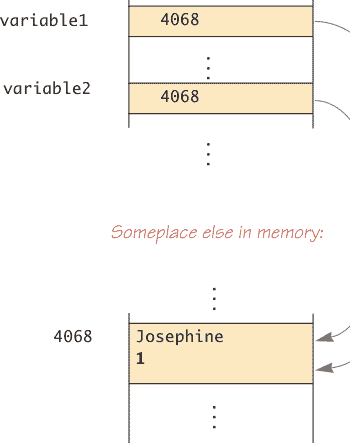 variable1 4068
variable2 4068
Someplace else in memory:
4068 Josephine
1